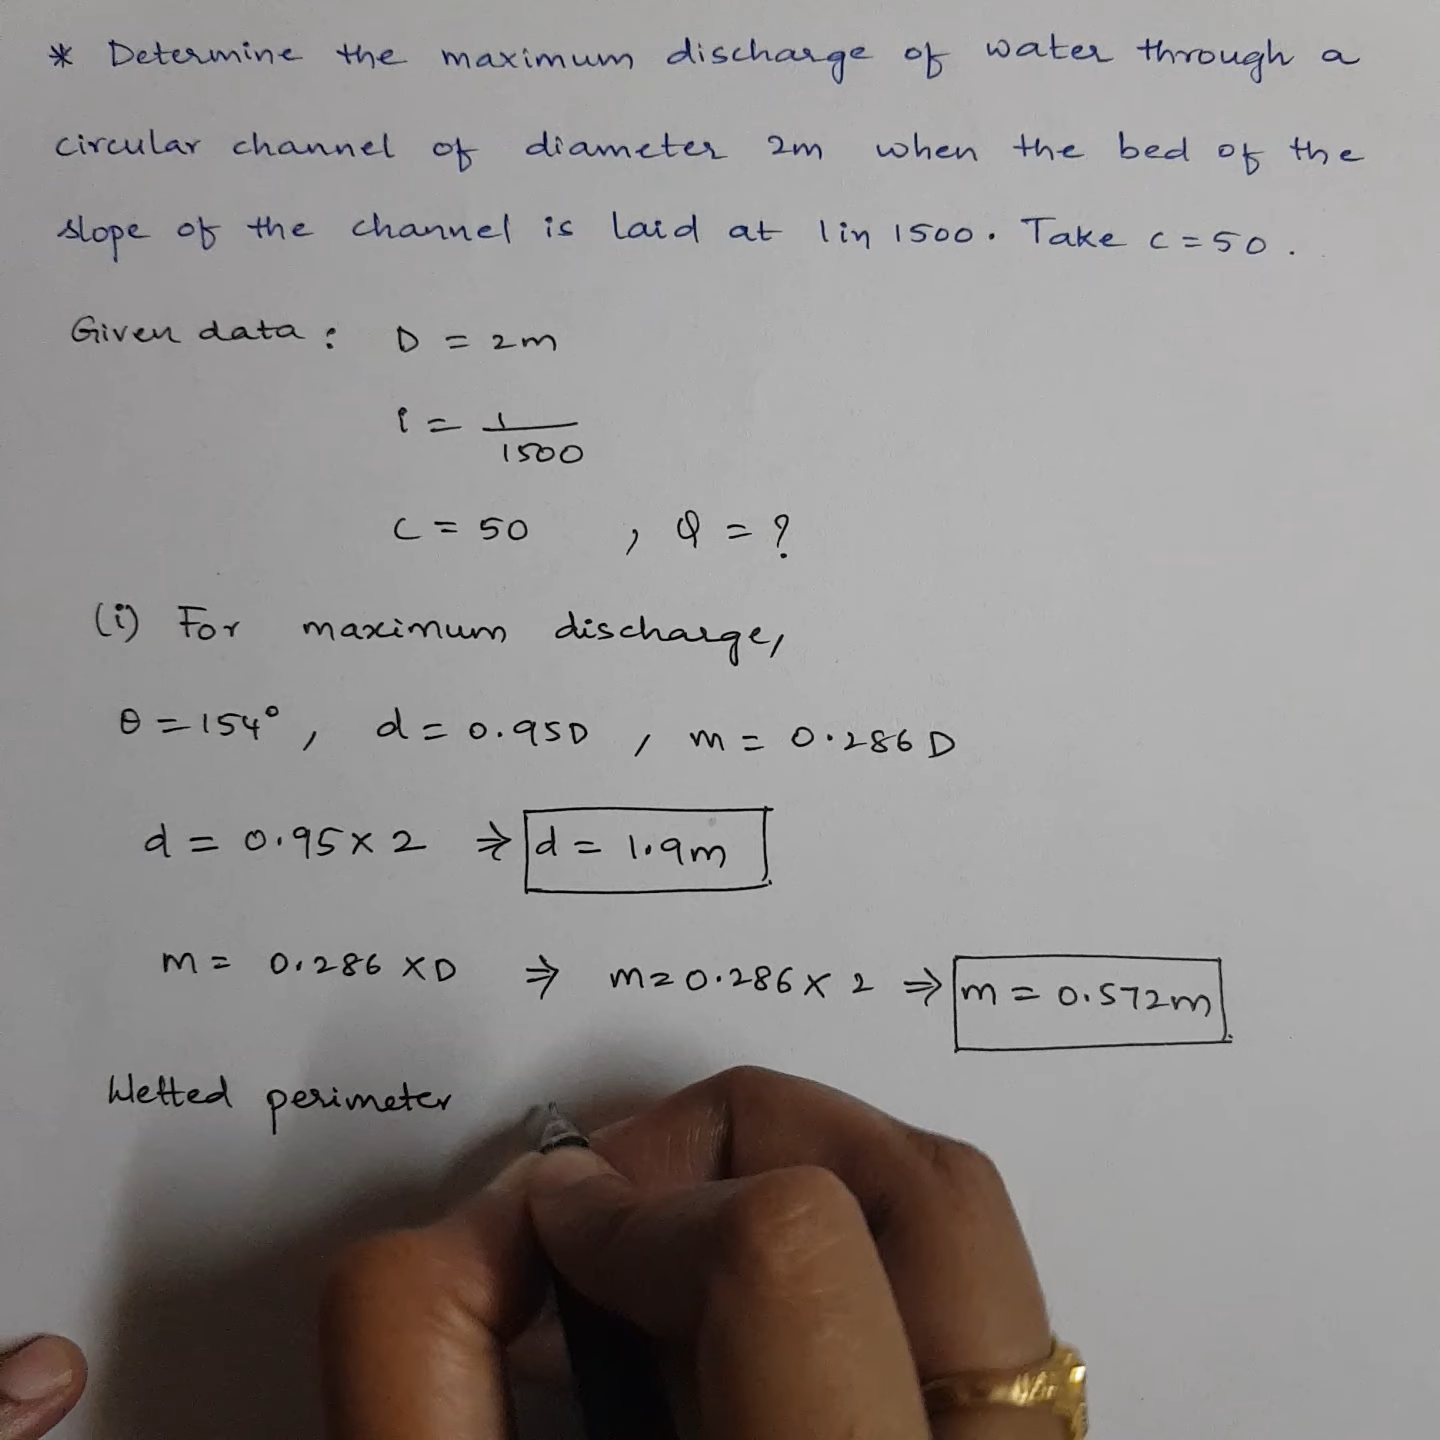 * Determine the maximum discharge of water through a
circular channel of diameter 2m when the bed of the
slope of the channel is laid at 1 in 1500. Take C = 50.
Given data : D = 2m
i = 1/1500
C = 50 , Q = ?
(i) For maximum discharge,
θ = 154° , d = 0.95D , m = 0.286 D
d = 0.95 x 2 ⇒ d = 1.9m
m = 0.286 x D ⇒ m = 0.286 x 2 ⇒ m = 0.572m
Wetted perimeter